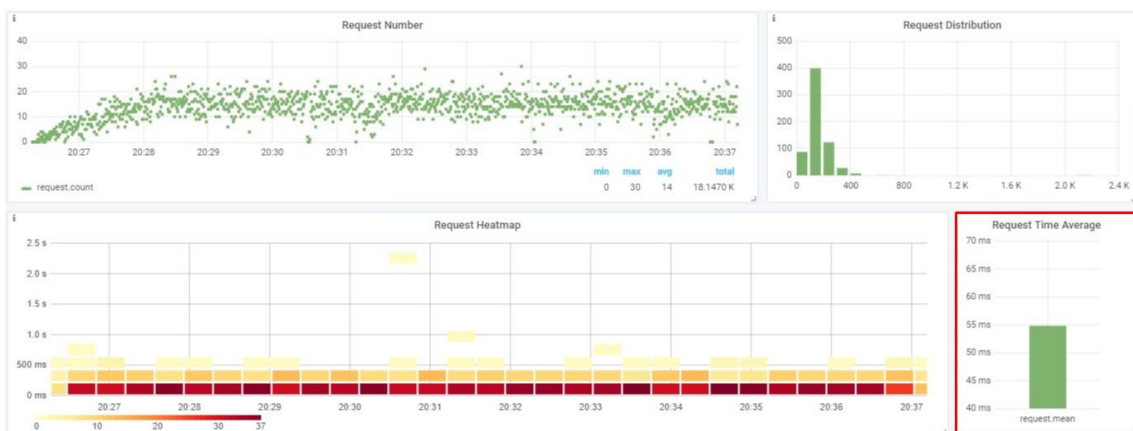 Request Number
40
30
20
10
0
20:27 20:28 20:29 20:30 20:31 20:32 20:33 20:34 20:35 20:36 20:37
min max avg total
request.count 0 30 14 18.1470 K
Request Distribution
500
400
300
200
100
0
0 400 800 1.2 K 1.6 K 2.0 K 2.4 K
Request Heatmap
2.5 s
2.0 s
1.5 s
1.0 s
500 ms
0 ms
20:27 20:28 20:29 20:30 20:31 20:32 20:33 20:34 20:35 20:36 20:37
0 10 20 30 37
Request Time Average
70 ms
65 ms
60 ms
55 ms
50 ms
45 ms
40 ms
request.mean